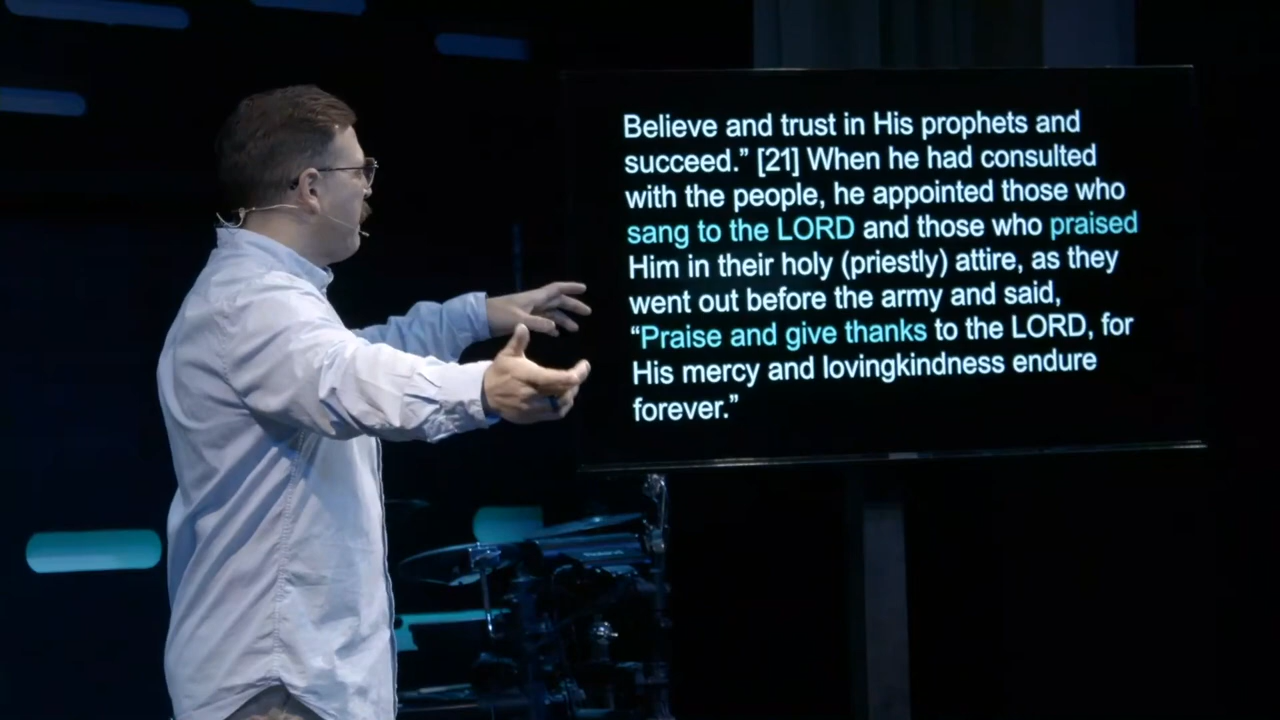 Believe and trust in His prophets and
succeed.” [21] When he had consulted
with the people, he appointed those who
sang to the LORD and those who praised
Him in their holy (priestly) attire, as they
went out before the army and said,
“Praise and give thanks to the LORD, for
His mercy and lovingkindness endure
forever.”
Roland